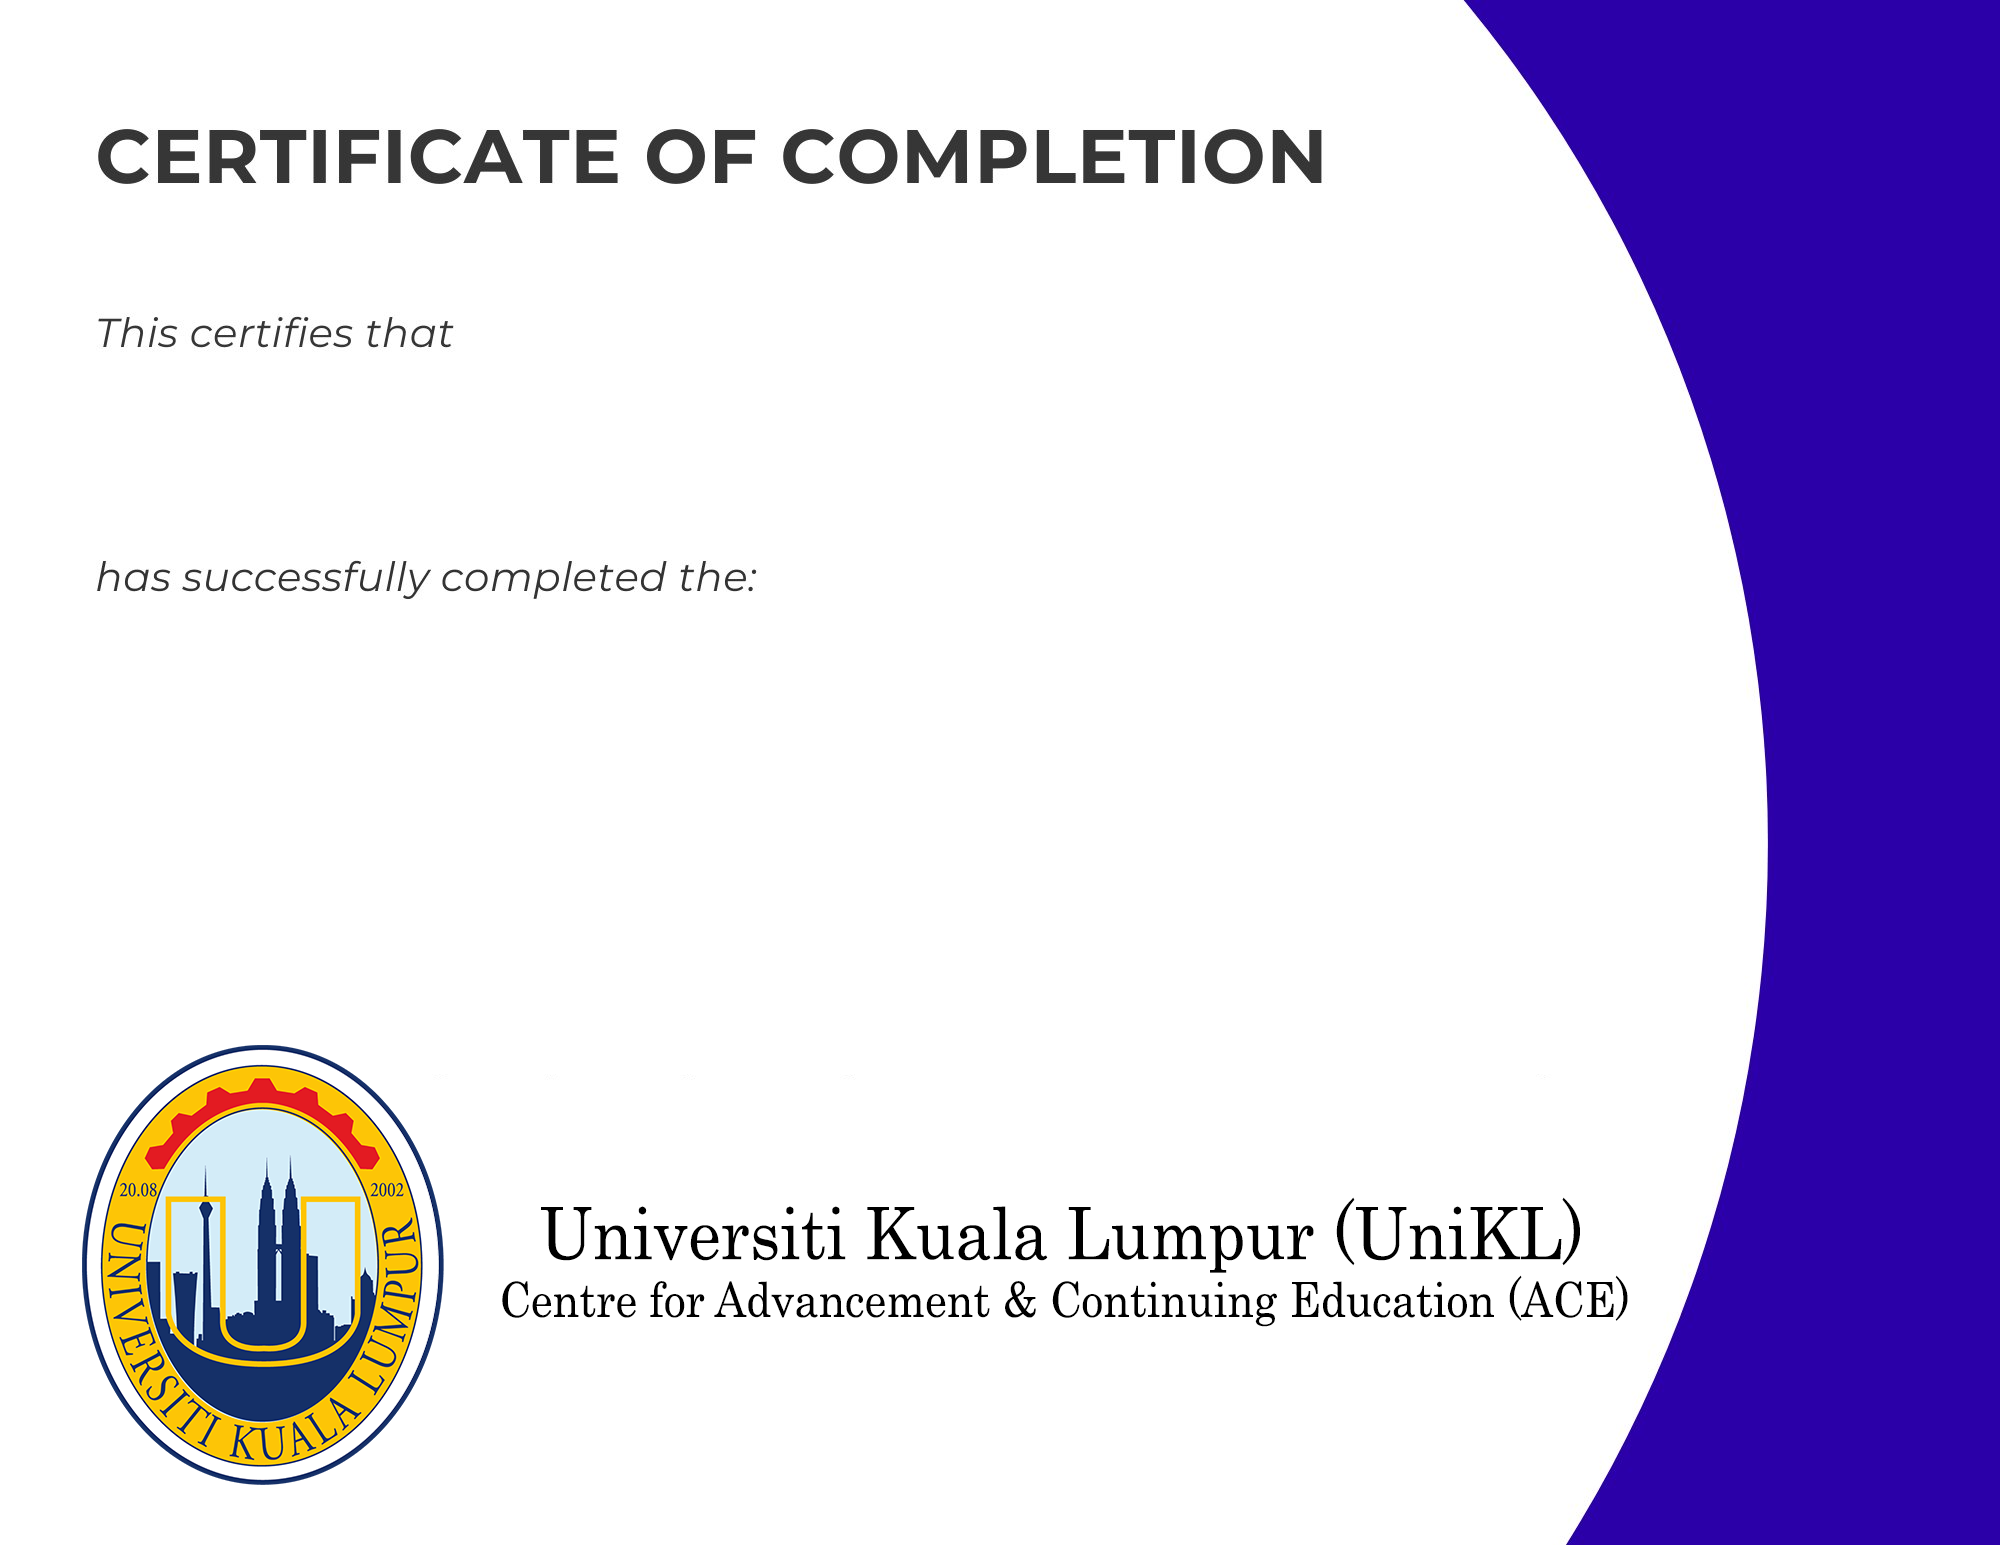 CERTIFICATE OF COMPLETION
This certifies that
has successfully completed the:
20.08
2002
UNIVERSITI KUALA LUMPUR
Universiti Kuala Lumpur (UniKL)
Centre for Advancement & Continuing Education (ACE)